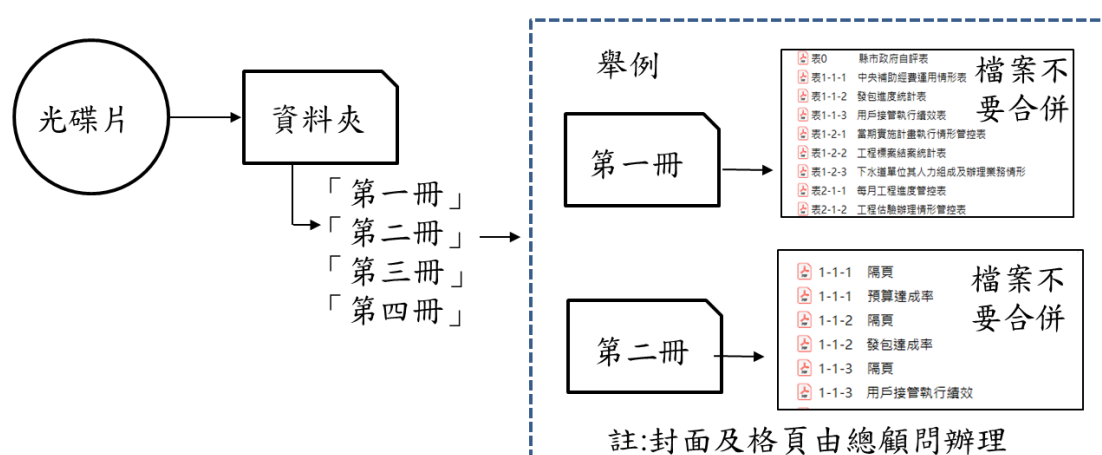 光碟片
資料夾
「第一冊」
「第二冊」
「第三冊」
「第四冊」
舉例
第一冊
表0 縣市政府自評表
表1-1-1 中央補助經費運用情形表
表1-1-2 發包進度統計表
表1-1-3 用戶接管執行績效表
表1-2-1 當期實施計畫執行情形管控表
表1-2-2 工程標案結案統計表
表1-2-3 下水道單位其人力組成及辦理業務情形
表2-1-1 每月工程進度管控表
表2-1-2 工程估驗辦理情形管控表
檔案不
要合併
第二冊
1-1-1 隔頁
1-1-1 預算達成率
1-1-2 隔頁
1-1-2 發包達成率
1-1-3 隔頁
1-1-3 用戶接管執行績效
檔案不
要合併
註:封面及格頁由總顧問辦理